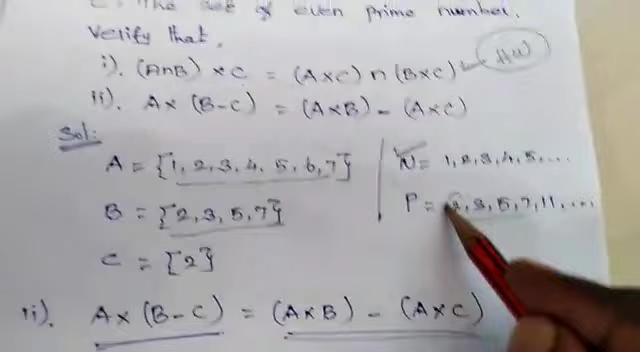 The set of even prime number.
Verify that,
i). (A∩B) × C = (A×C) ∩ (B×C) HW
ii). A× (B-C) = (A×B) - (A×C)
Sol:
A = {1, 2, 3, 4, 5, 6, 7}
N = 1, 2, 3, 4, 5, ...
B = {2, 3, 5, 7}
P = 2, 3, 5, 7, 11, ...
C = {2}
ii). A× (B-C) = (A×B) - (A×C)